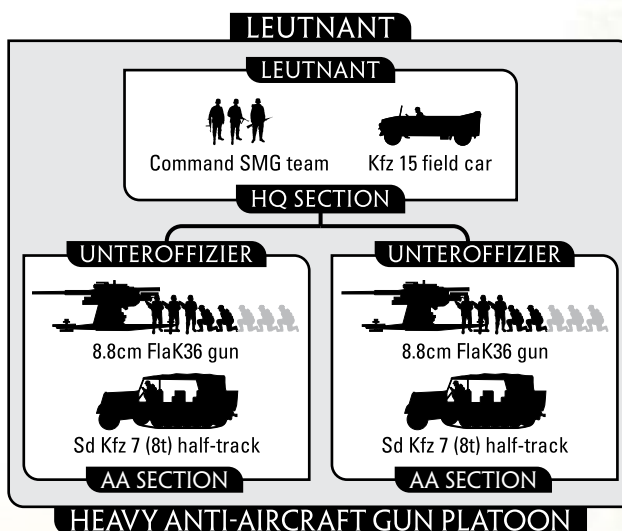 LEUTNANT
LEUTNANT
Command SMG team
Kfz 15 field car
HQ SECTION
UNTEROFFIZIER
8.8cm FlaK36 gun
Sd Kfz 7 (8t) half-track
AA SECTION
UNTEROFFIZIER
8.8cm FlaK36 gun
Sd Kfz 7 (8t) half-track
AA SECTION
HEAVY ANTI-AIRCRAFT GUN PLATOON